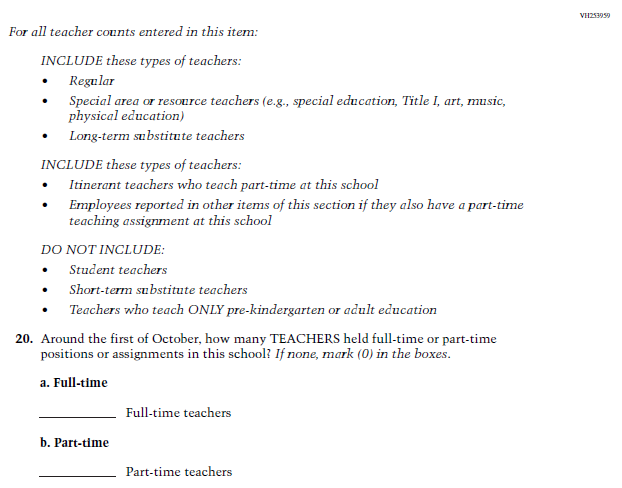 VH253959
For all teacher counts entered in this item:
INCLUDE these types of teachers:
• Regular
• Special area or resource teachers (e.g., special education, Title I, art, music,
physical education)
• Long-term substitute teachers
INCLUDE these types of teachers:
• Itinerant teachers who teach part-time at this school
• Employees reported in other items of this section if they also have a part-time
teaching assignment at this school
DO NOT INCLUDE:
• Student teachers
• Short-term substitute teachers
• Teachers who teach ONLY pre-kindergarten or adult education
20. Around the first of October, how many TEACHERS held full-time or part-time
positions or assignments in this school? If none, mark (0) in the boxes.
a. Full-time
___________ Full-time teachers
b. Part-time
___________ Part-time teachers